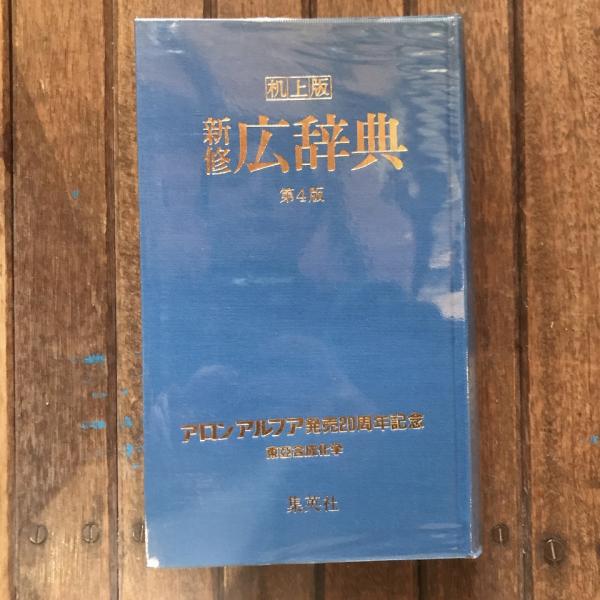 机上版
新修 広辞典
第4版
アロンアルフア発売20周年記念
東亞合成化学
集英社